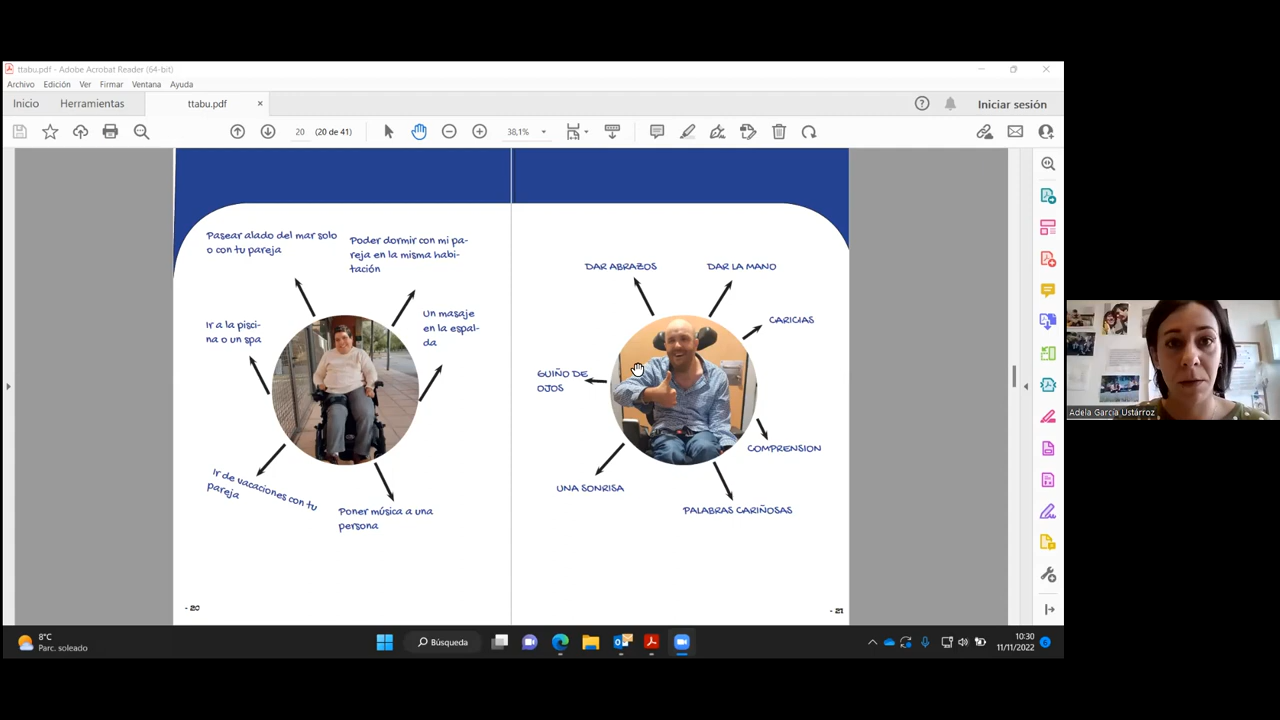 ttabu.pdf - Adobe Acrobat Reader (64-bit)
Archivo Edición Ver Firmar Ventana Ayuda
Inicio Herramientas ttabu.pdf × Iniciar sesión
20 (20 de 41) 38,1%
Pasear alado del mar solo
o con tu pareja
Poder dormir con mi pa-
reja en la misma habi-
tación
Ir a la pisci-
na o un spa
Un masaje
en la espal-
da
Ir de vacaciones con tu
pareja
Poner música a una
persona
- 20
DAR ABRAZOS
DAR LA MANO
CARICIAS
GUIÑO DE
OJOS
COMPRENSION
UNA SONRISA
PALABRAS CARIÑOSAS
- 21
Adela García Ustárroz
8°C
Parc. soleado
Búsqueda
10:30
11/11/2022
6